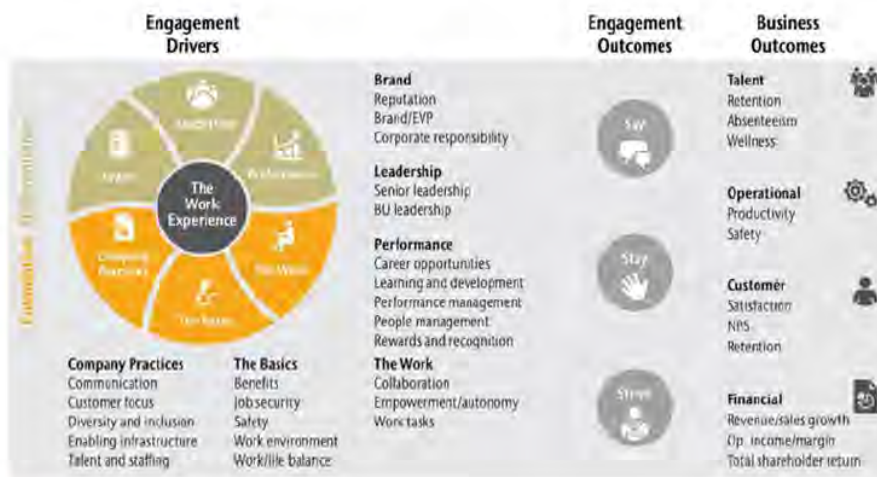 Engagement
Drivers
Engagement
Outcomes
Business
Outcomes
The
Work
Experience
Brand
Reputation
Brand/EVP
Corporate responsibility
Leadership
Senior leadership
BU leadership
Performance
Career opportunities
Learning and development
Performance management
People management
Rewards and recognition
Company Practices
Communication
Customer focus
Diversity and inclusion
Enabling infrastructure
Talent and staffing
The Basics
Benefits
Job security
Safety
Work environment
Work/life balance
The Work
Collaboration
Empowerment/autonomy
Work tasks
Say
Stay
Talent
Retention
Absenteeism
Wellness
Operational
Productivity
Safety
Customer
Satisfaction
NPS
Retention
Financial
Revenue/sales growth
Op. income/margin
Total shareholder return